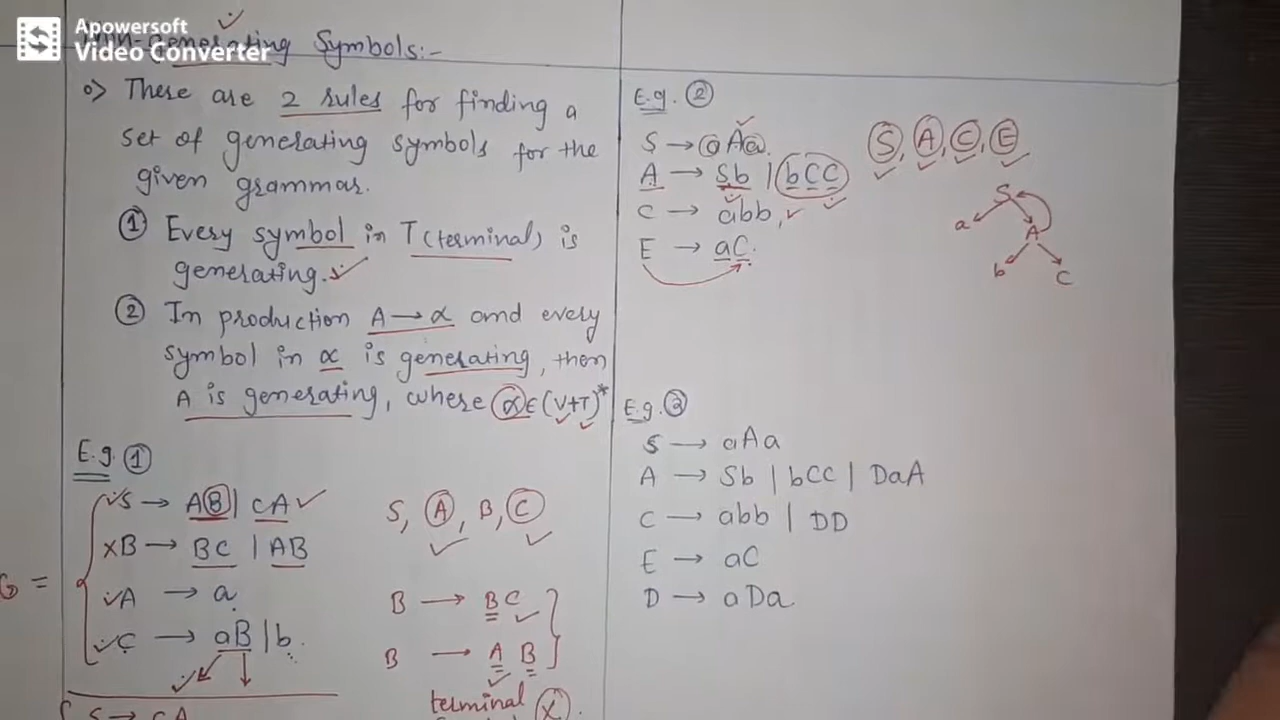 Apowersoft
Video Converter
Non-generating Symbols:-
o> There are 2 rules for finding a
set of generating symbols for the
given grammar.
① Every symbol in T (terminal) is
generating.
② In production A → α and every
symbol in α is generating, then
A is generating, where α∈(V+T)*
E.g. ①
G =
S → AB | CA
B → BC | AB
A → a
C → aB | b.
S → CA
S, A, B, C
B → BC
B → AB
terminal
E.g. ②
S → aAa.
A → Sb | bCC
C → abb,
E → aC.
S, A, C, E
S
a
A
b
C
E.g. ③
S → aAa
A → Sb | bCC | DaA
C → abb | DD
E → aC
D → aDa